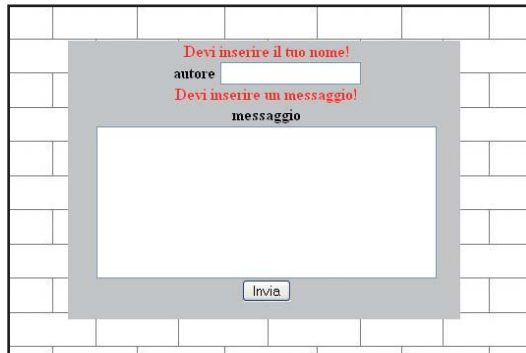 Devi inserire il tuo nome!
autore
Devi inserire un messaggio!
messaggio
Invia